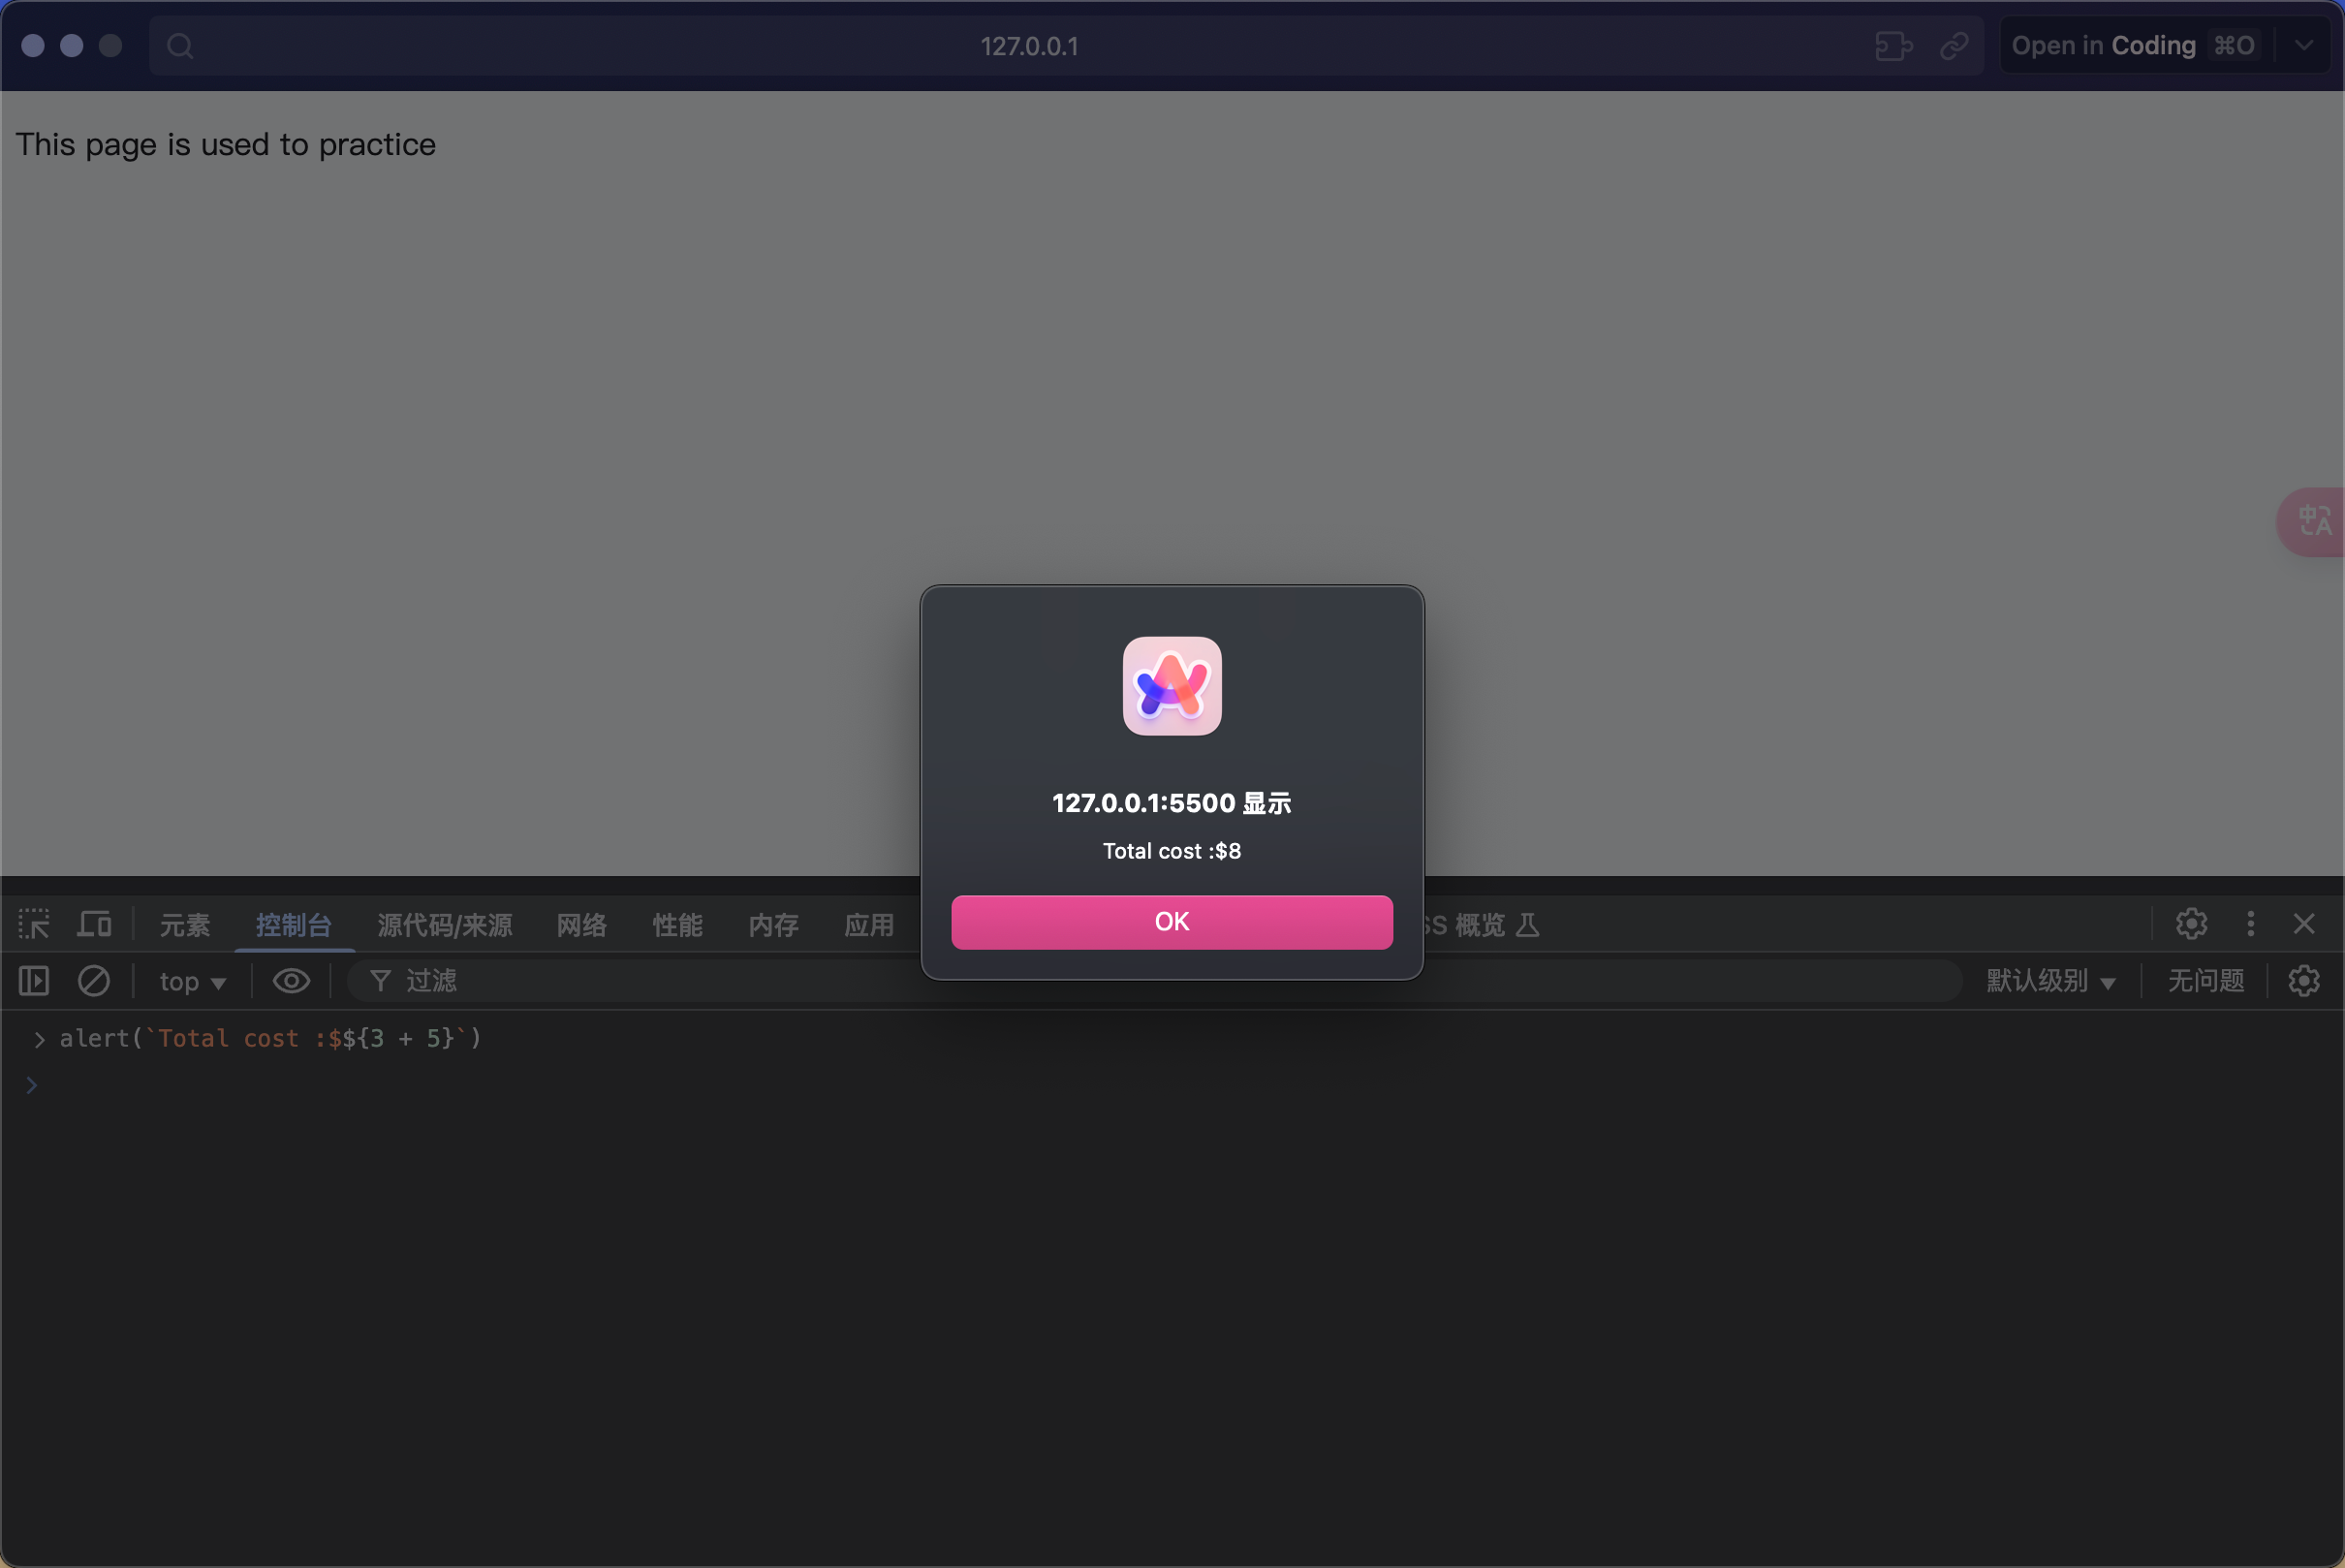 127.0.0.1
Open in Coding ⌘O
This page is used to practice
中A
127.0.0.1:5500 显示
Total cost :$8
OK
元素 控制台 源代码/来源 网络 性能 内存 应用 SS 概览
top 过滤 默认级别 无问题
alert(`Total cost :$${3 + 5}`)